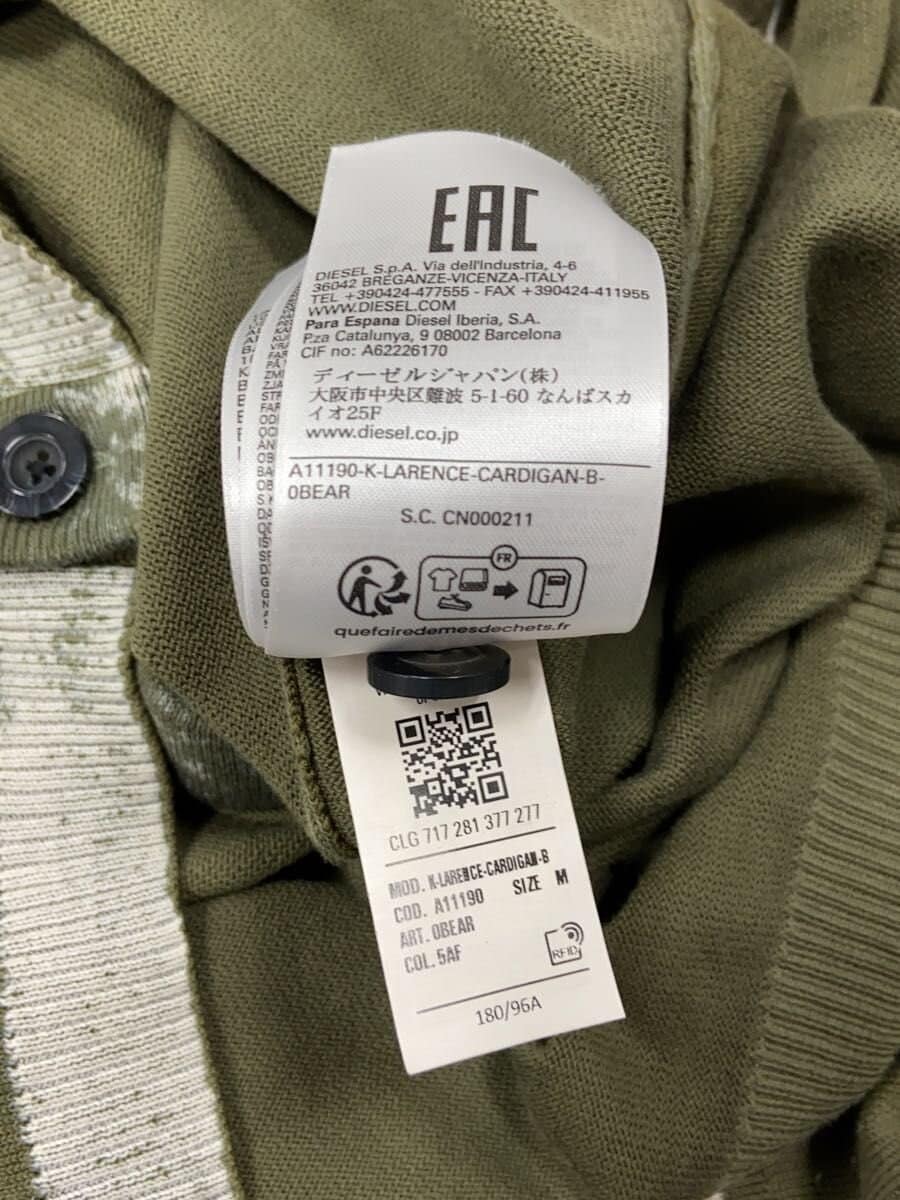 EAC
DIESEL S.p.A. Via dell'Industria, 4-6
36042 BREGANZE-VICENZA-ITALY
TEL +390424-477555 - FAX +390424-411955
WWW.DIESEL.COM
Para Espana Diesel Iberia, S.A.
P.za Catalunya, 9 08002 Barcelona
CIF no: A62226170
ディーゼルジャパン(株)
大阪市中央区難波 5-1-60 なんばスカ
イオ25F
www.diesel.co.jp
A11190-K-LARENCE-CARDIGAN-B-
0BEAR
S.C. CN000211
FR
quefairedemesdechets.fr
CLG 717 281 377 277
MOD. K-LARENCE-CARDIGAN-B
COD. A11190 SIZE M
ART. 0BEAR
COL. 5AF
RFID
180/96A